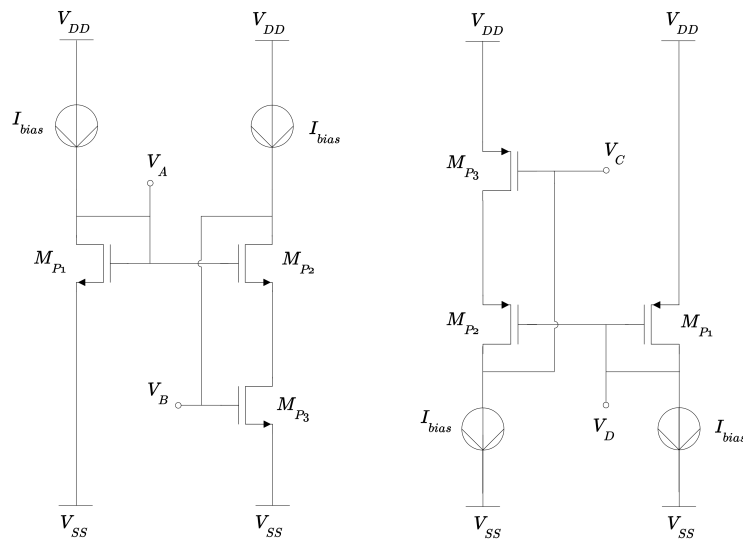 V_DD V_DD
I_bias I_bias
V_A
M_P1 M_P2
V_B M_P3
V_SS V_SS
V_DD V_DD
M_P3 V_C
M_P2 M_P1
I_bias V_D I_bias
V_SS V_SS